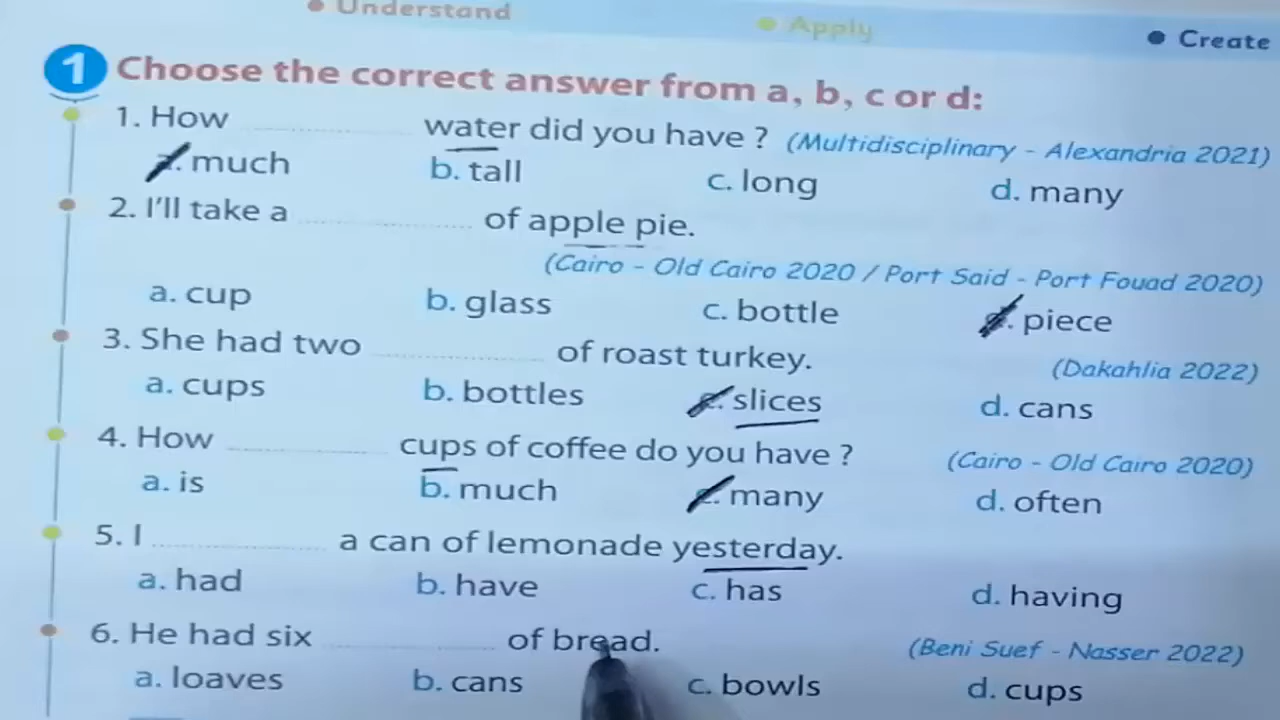 Understand Apply Create
1 Choose the correct answer from a, b, c or d:
1. How ............ water did you have ? (Multidisciplinary - Alexandria 2021)
a. much b. tall c. long d. many
2. I'll take a ............ of apple pie.
(Cairo - Old Cairo 2020 / Port Said - Port Fouad 2020)
a. cup b. glass c. bottle d. piece
3. She had two ............ of roast turkey. (Dakahlia 2022)
a. cups b. bottles c. slices d. cans
4. How ............ cups of coffee do you have ? (Cairo - Old Cairo 2020)
a. is b. much c. many d. often
5. I ............ a can of lemonade yesterday.
a. had b. have c. has d. having
6. He had six ............ of bread. (Beni Suef - Nasser 2022)
a. loaves b. cans c. bowls d. cups